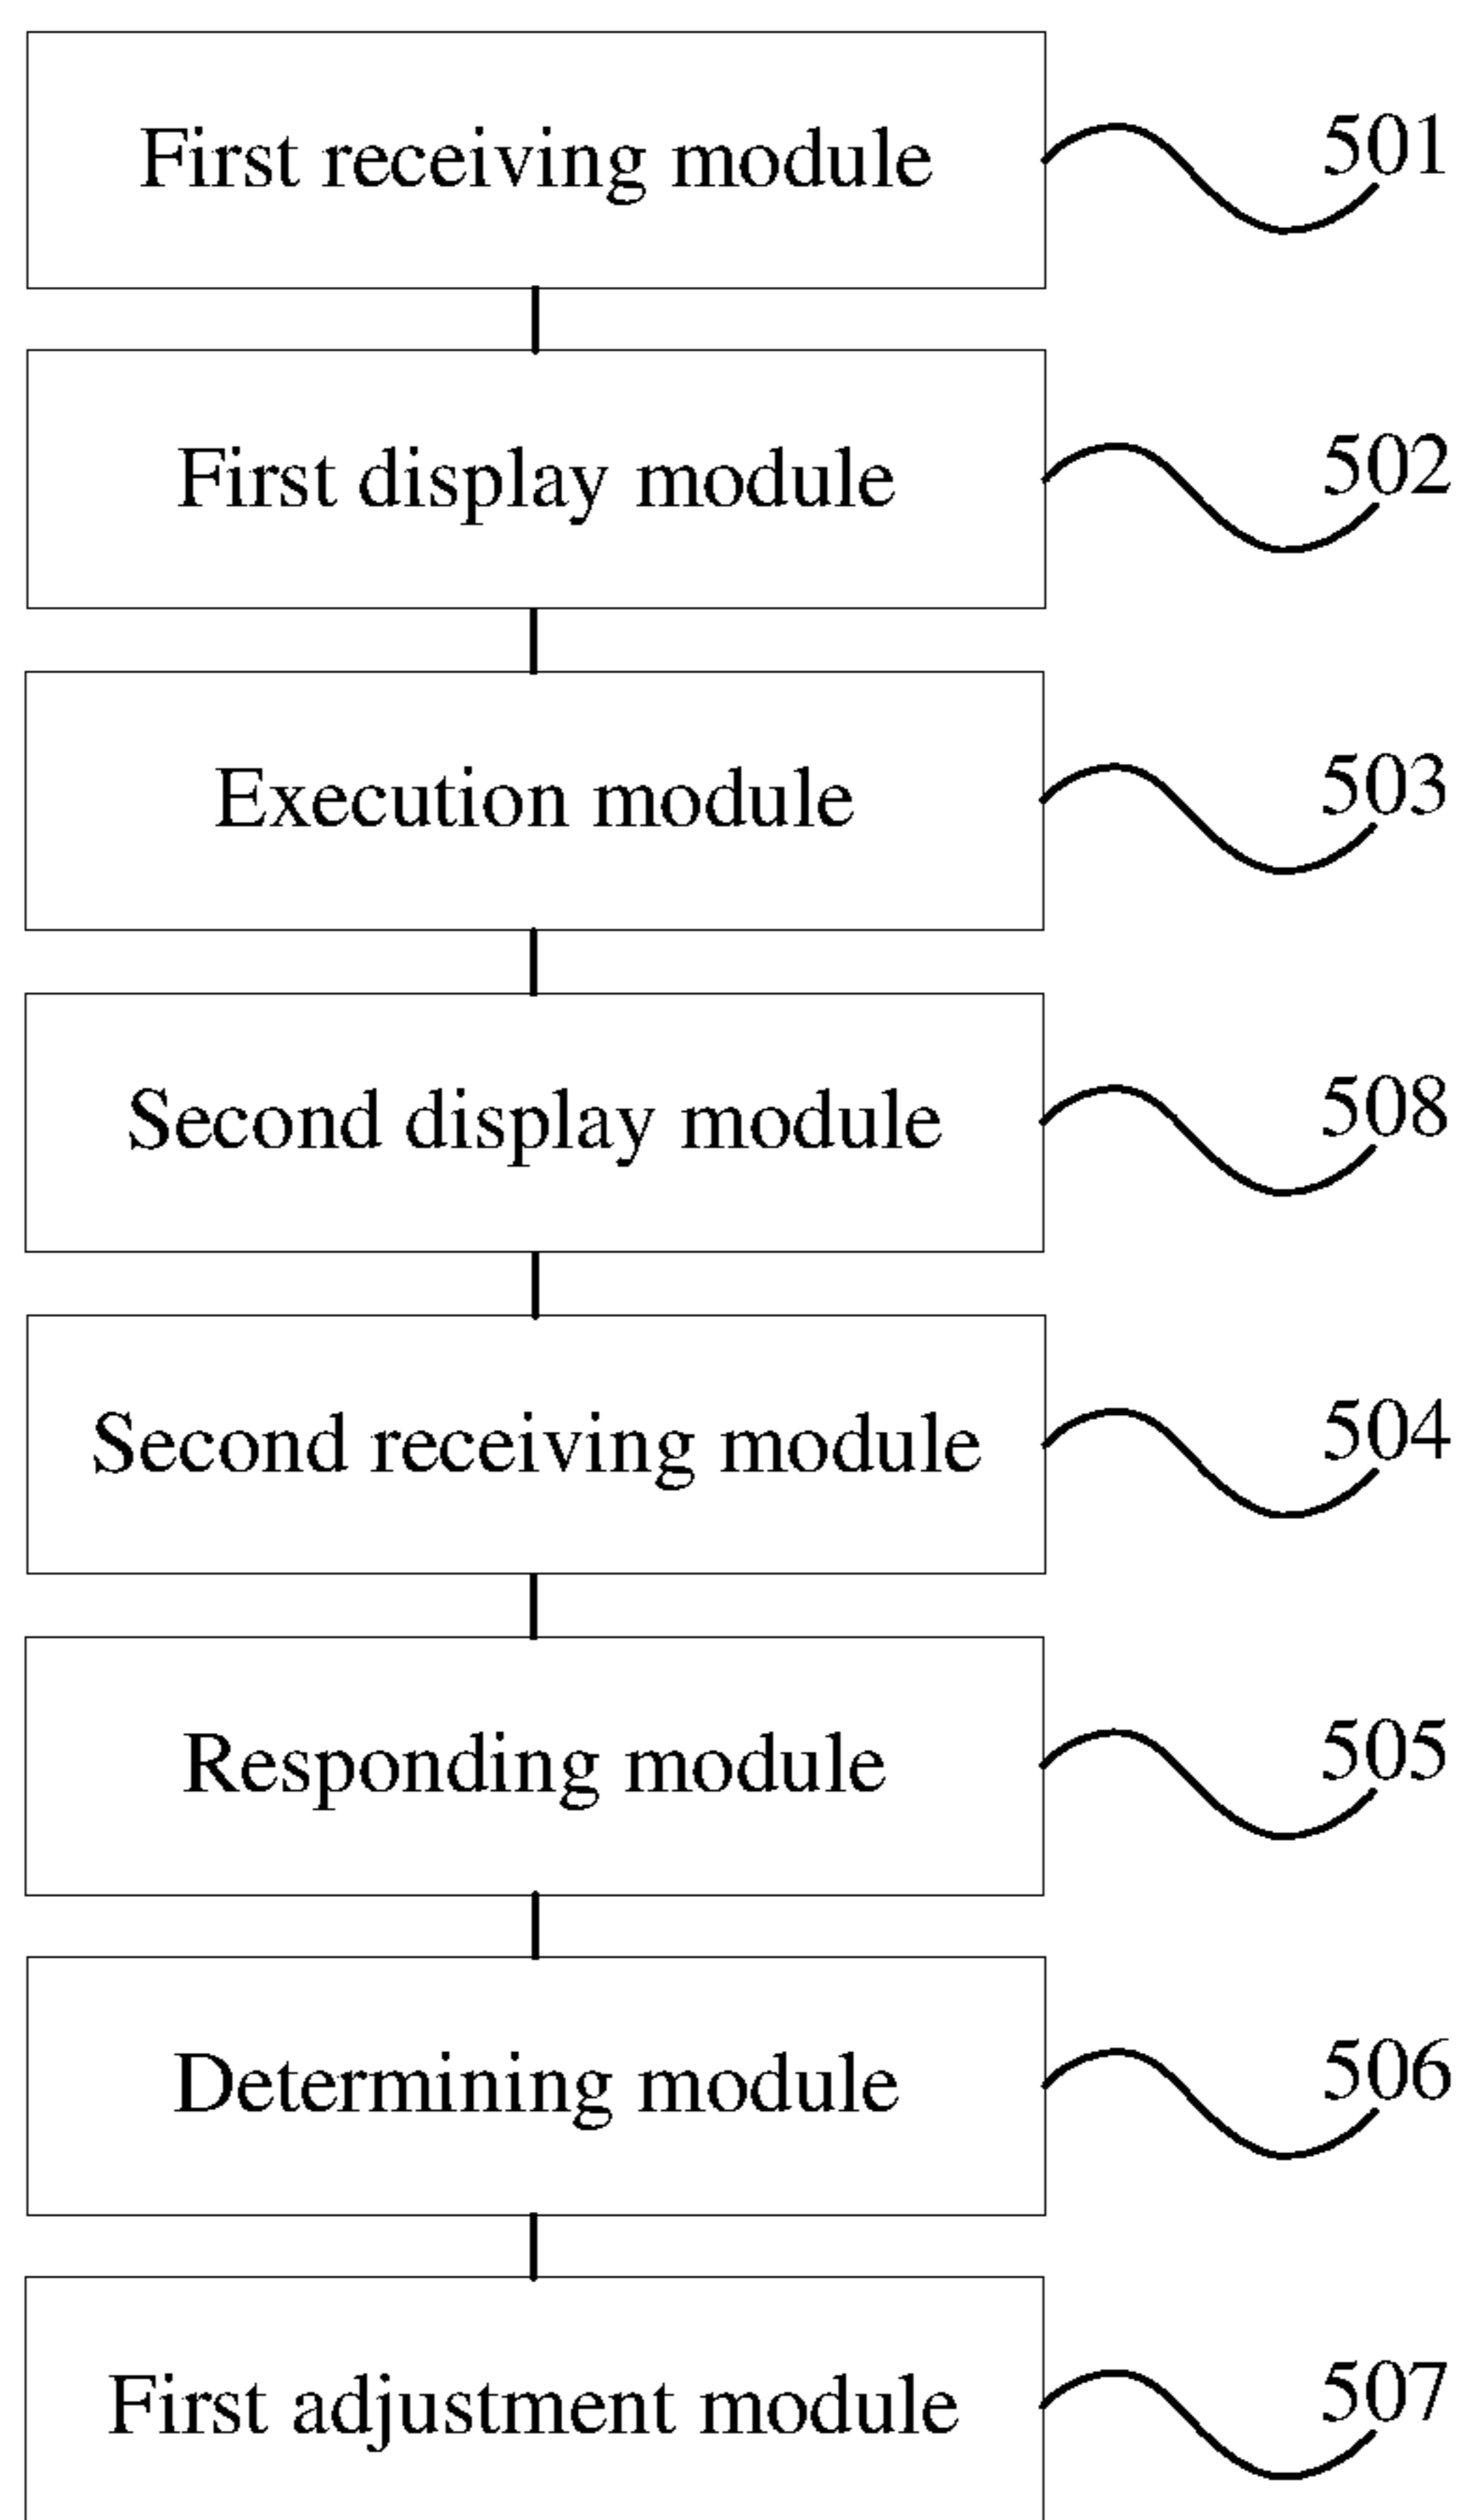 First receiving module 501
First display module 502
Execution module 503
Second display module 508
Second receiving module 504
Responding module 505
Determining module 506
First adjustment module 507